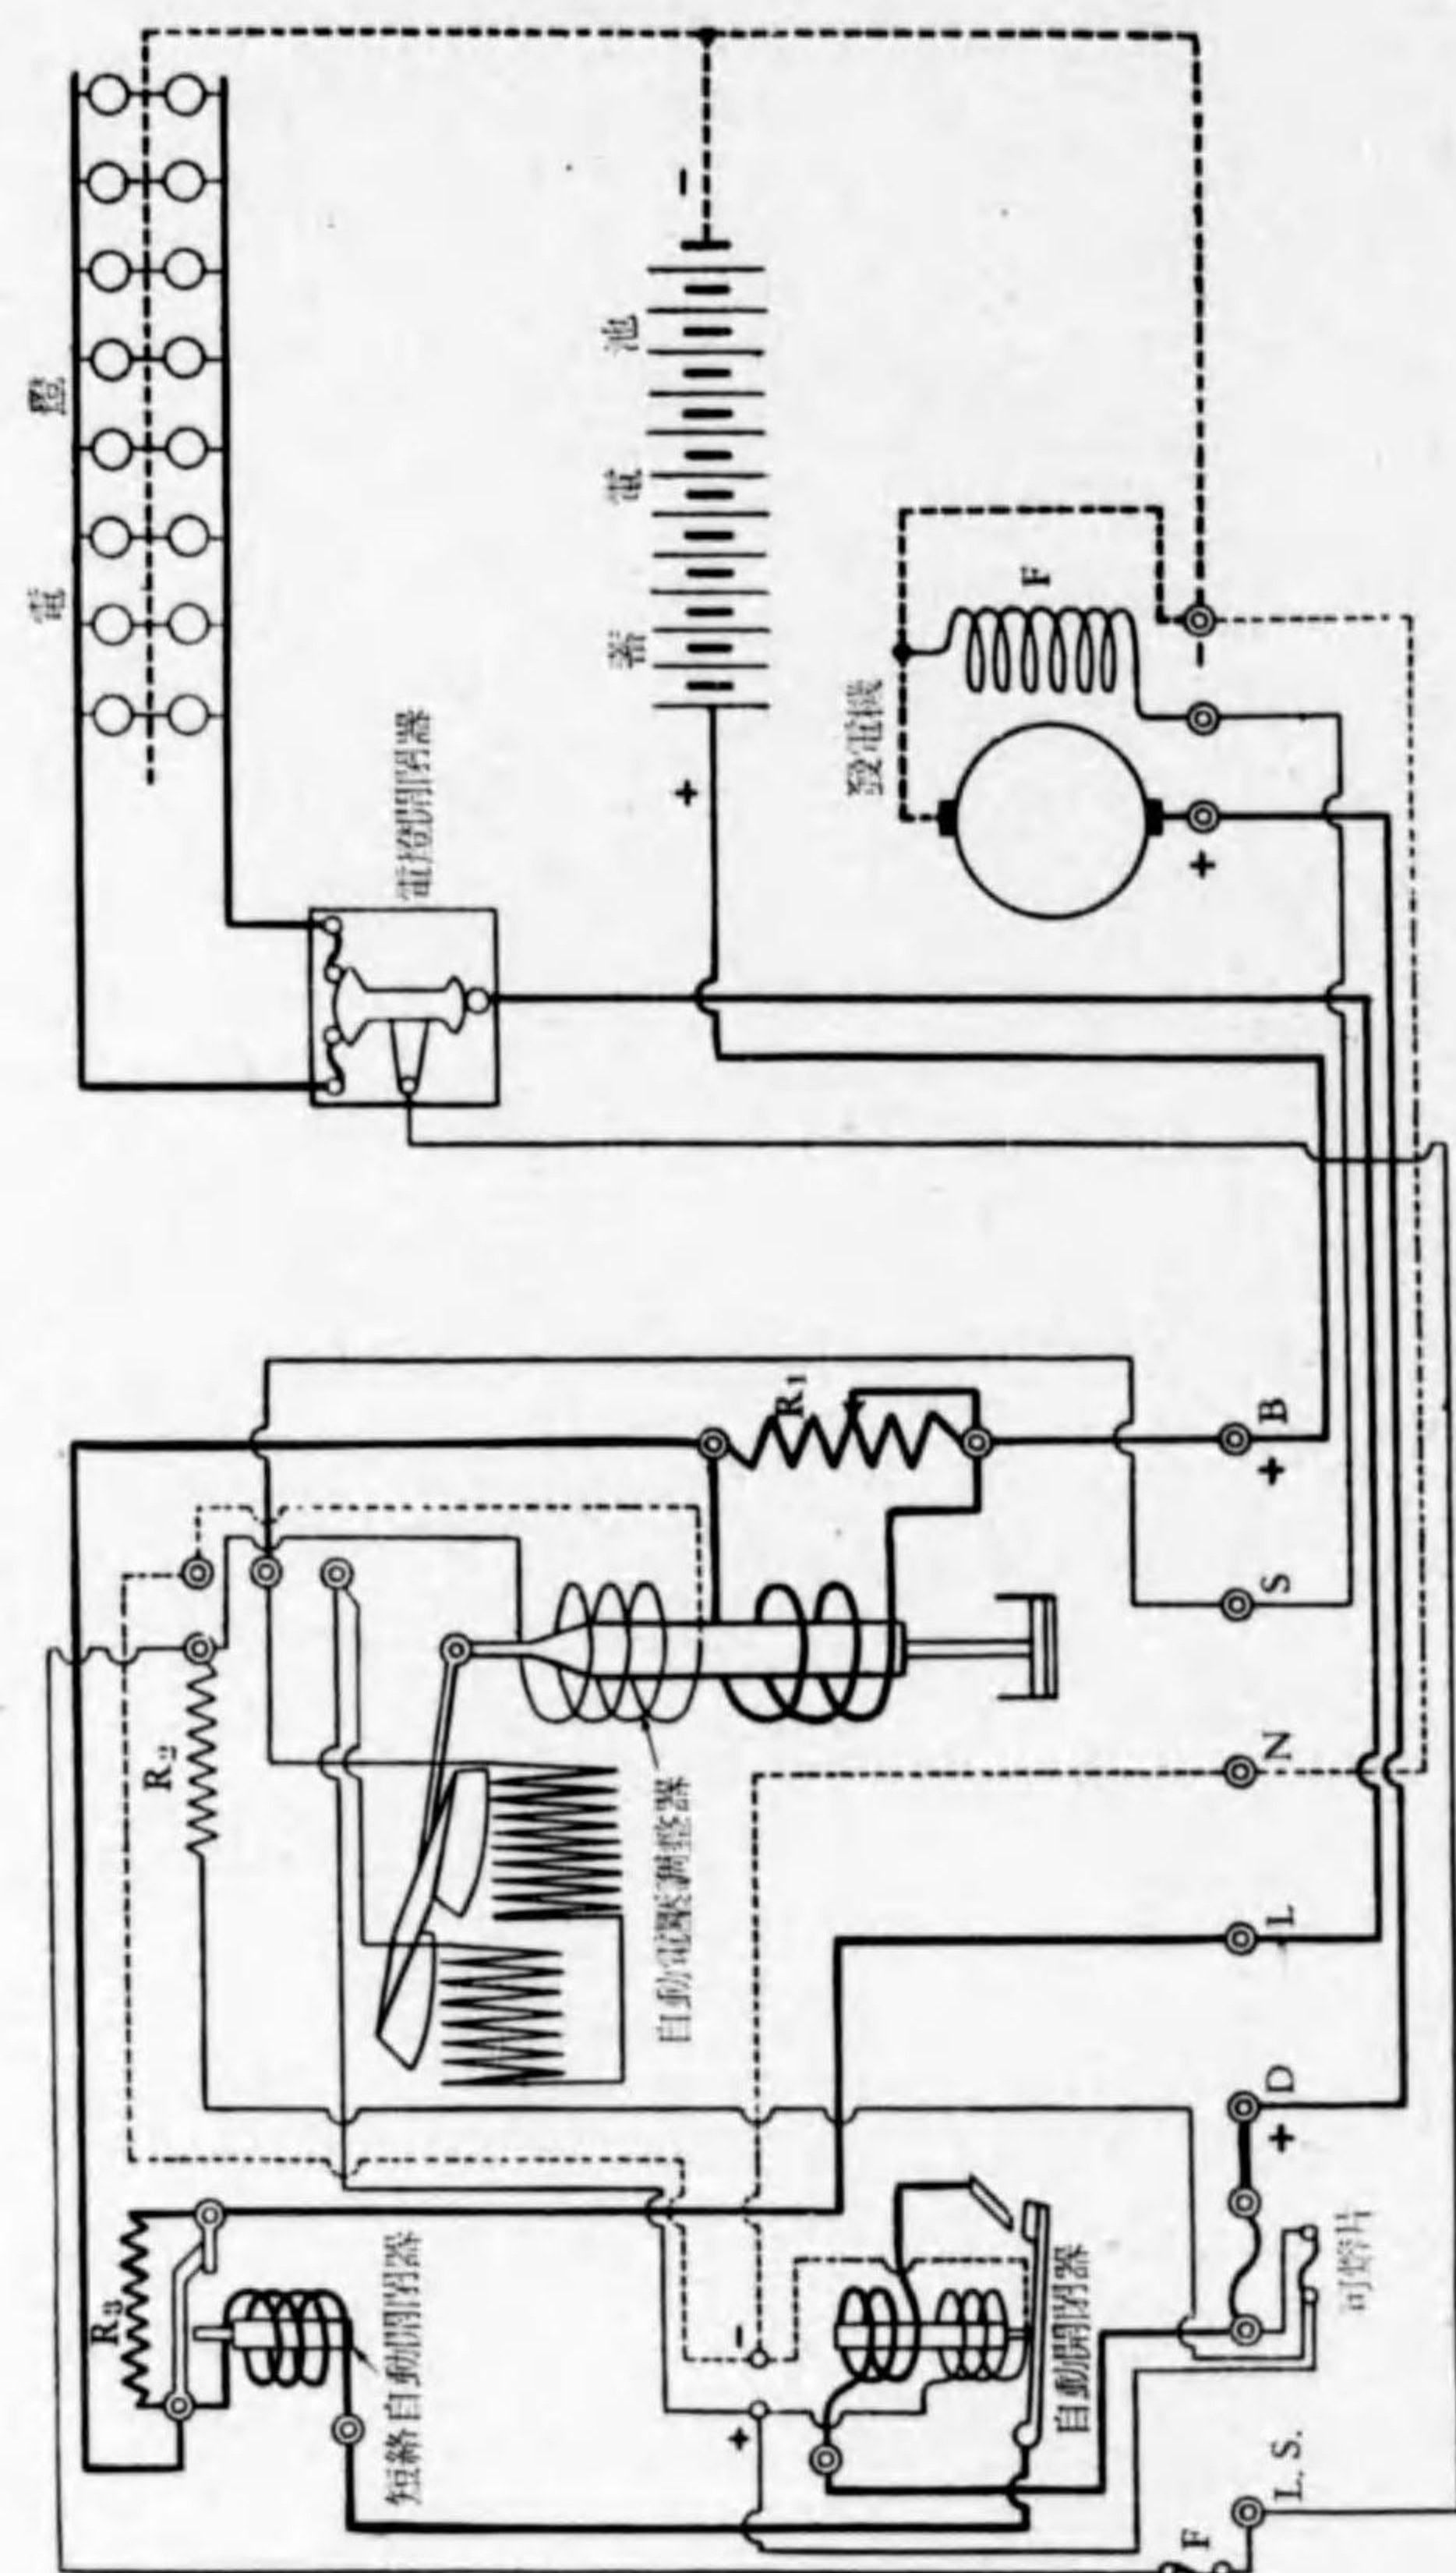 電燈
電燈開閉器
蓄電池
−
+
發電機
F
−
+
R₁
R₂
R₃
自動電壓調整器
短絡自動開閉器
自動開閉器
−
+
可熔片
+ B
S
N
L
+ D
L. S.
F